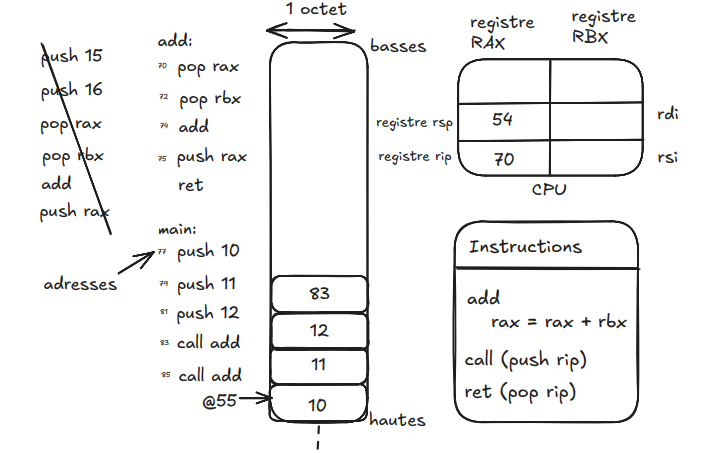 1 octet
basses
push 15
push 16
pop rax
pop rbx
add
push rax
add:
70 pop rax
72 pop rbx
74 add
75 push rax
ret
main:
77 push 10
79 push 11
81 push 12
83 call add
85 call add
adresses
@55
83
12
11
10
hautes
registre RAX
registre RBX
registre rsp
54
rdi
registre rip
70
rsi
CPU
Instructions
add
rax = rax + rbx
call (push rip)
ret (pop rip)